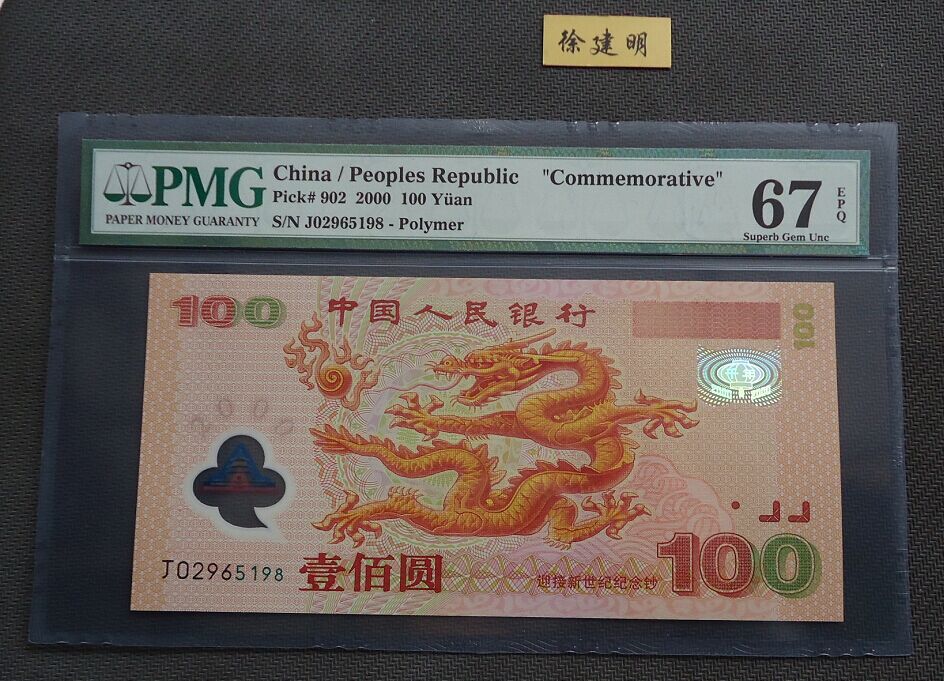 徐建明
PMG
PAPER MONEY GUARANTY
China / Peoples Republic "Commemorative"
Pick# 902 2000 100 Yüan
S/N J02965198 - Polymer
67
EPQ
Superb Gem Unc
100
中国人民银行
100
J02965198
壹佰圆
迎接新世纪纪念钞
100